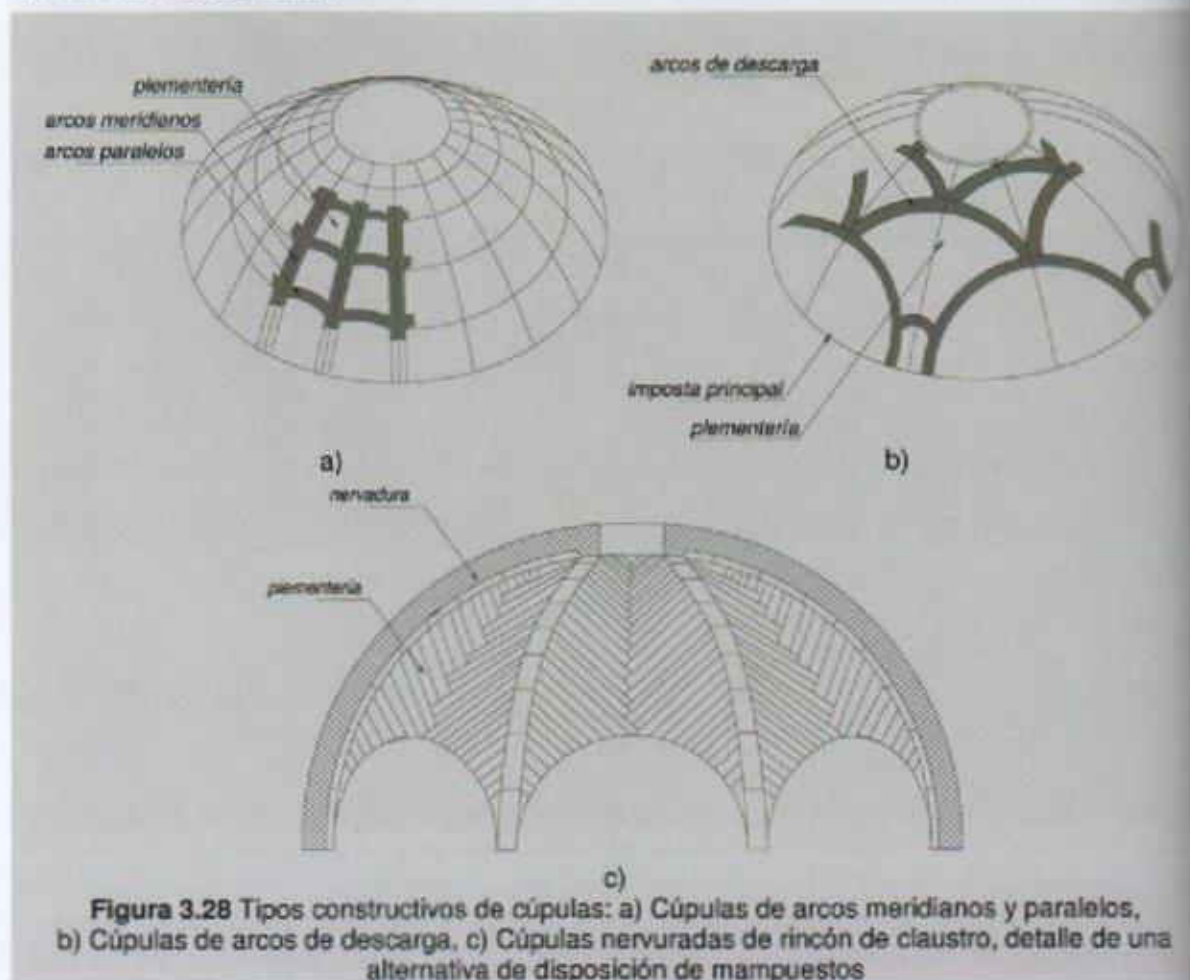 plementería
arcos meridianos
arcos paralelos
arcos de descarga
imposta principal
plementería
a)
b)
nervadura
plementería
c)
Figura 3.28 Tipos constructivos de cúpulas: a) Cúpulas de arcos meridianos y paralelos,
b) Cúpulas de arcos de descarga, c) Cúpulas nervuradas de rincón de claustro, detalle de una
alternativa de disposición de mampuestos